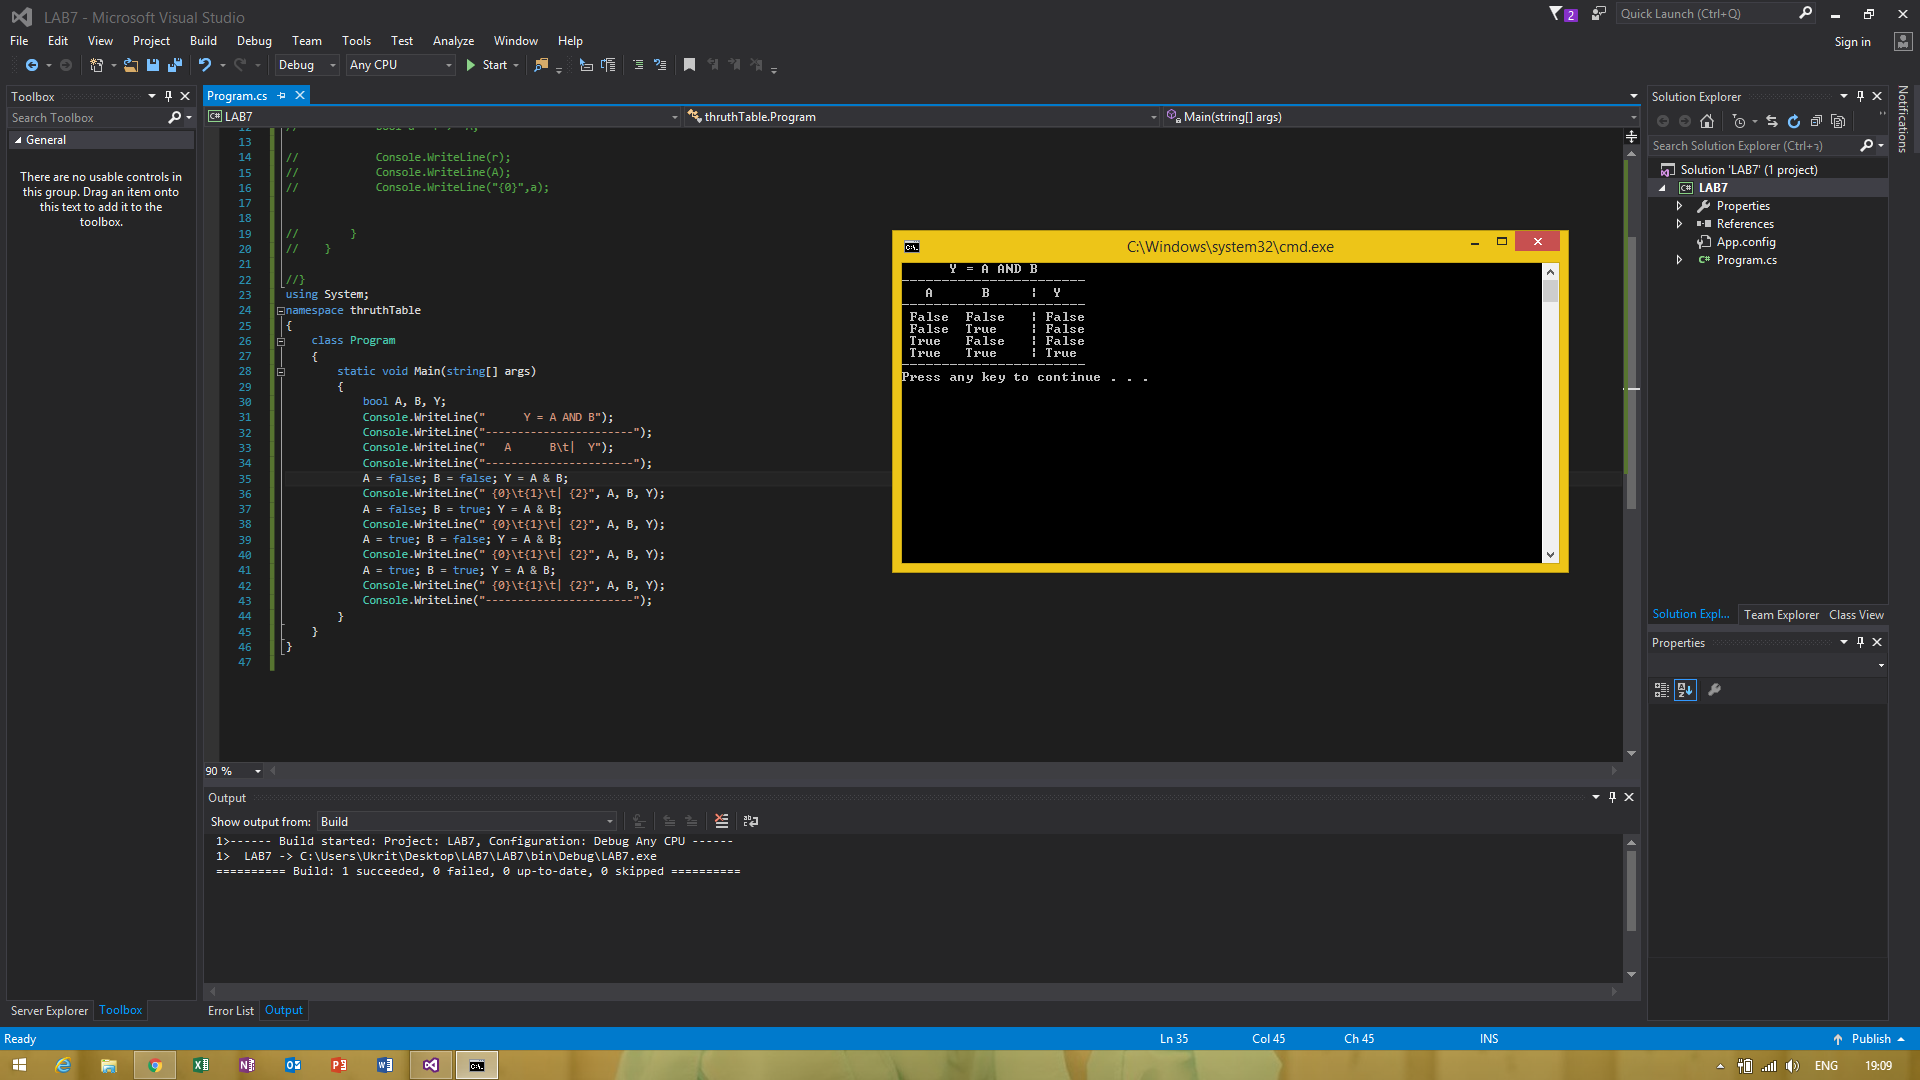 LAB7 - Microsoft Visual Studio
2
Quick Launch (Ctrl+Q)
File Edit View Project Build Debug Team Tools Test Analyze Window Help
Sign in
Debug Any CPU Start
Toolbox
Search Toolbox
General
There are no usable controls in
this group. Drag an item onto
this text to add it to the
toolbox.
Server Explorer Toolbox
Program.cs
LAB7 thruthTable.Program Main(string[] args)
13
14 // Console.WriteLine(r);
15 // Console.WriteLine(A);
16 // Console.WriteLine("{0}",a);
17
18
19 // }
20 // }
21
22 //}
23 using System;
24 namespace thruthTable
25 {
26 class Program
27 {
28 static void Main(string[] args)
29 {
30 bool A, B, Y;
31 Console.WriteLine("      Y = A AND B");
32 Console.WriteLine("-----------------------");
33 Console.WriteLine("   A      B\t|  Y");
34 Console.WriteLine("-----------------------");
35 A = false; B = false; Y = A & B;
36 Console.WriteLine(" {0}\t{1}\t| {2}", A, B, Y);
37 A = false; B = true; Y = A & B;
38 Console.WriteLine(" {0}\t{1}\t| {2}", A, B, Y);
39 A = true; B = false; Y = A & B;
40 Console.WriteLine(" {0}\t{1}\t| {2}", A, B, Y);
41 A = true; B = true; Y = A & B;
42 Console.WriteLine(" {0}\t{1}\t| {2}", A, B, Y);
43 Console.WriteLine("-----------------------");
44 }
45 }
46 }
47
90 %
C:\Windows\system32\cmd.exe
Y = A AND B
-----------------------
A B | Y
-----------------------
False False | False
False True | False
True False | False
True True | True
-----------------------
Press any key to continue . . .
Output
Show output from: Build
1>------ Build started: Project: LAB7, Configuration: Debug Any CPU ------
1>  LAB7 -> C:\Users\Ukrit\Desktop\LAB7\LAB7\bin\Debug\LAB7.exe
========== Build: 1 succeeded, 0 failed, 0 up-to-date, 0 skipped ==========
Error List Output
Solution Explorer
Search Solution Explorer (Ctrl+
Solution 'LAB7' (1 project)
LAB7
Properties
References
App.config
Program.cs
Solution Expl... Team Explorer Class View
Properties
Notifications
Ready Ln 35 Col 45 Ch 45 INS Publish
ENG 19:09